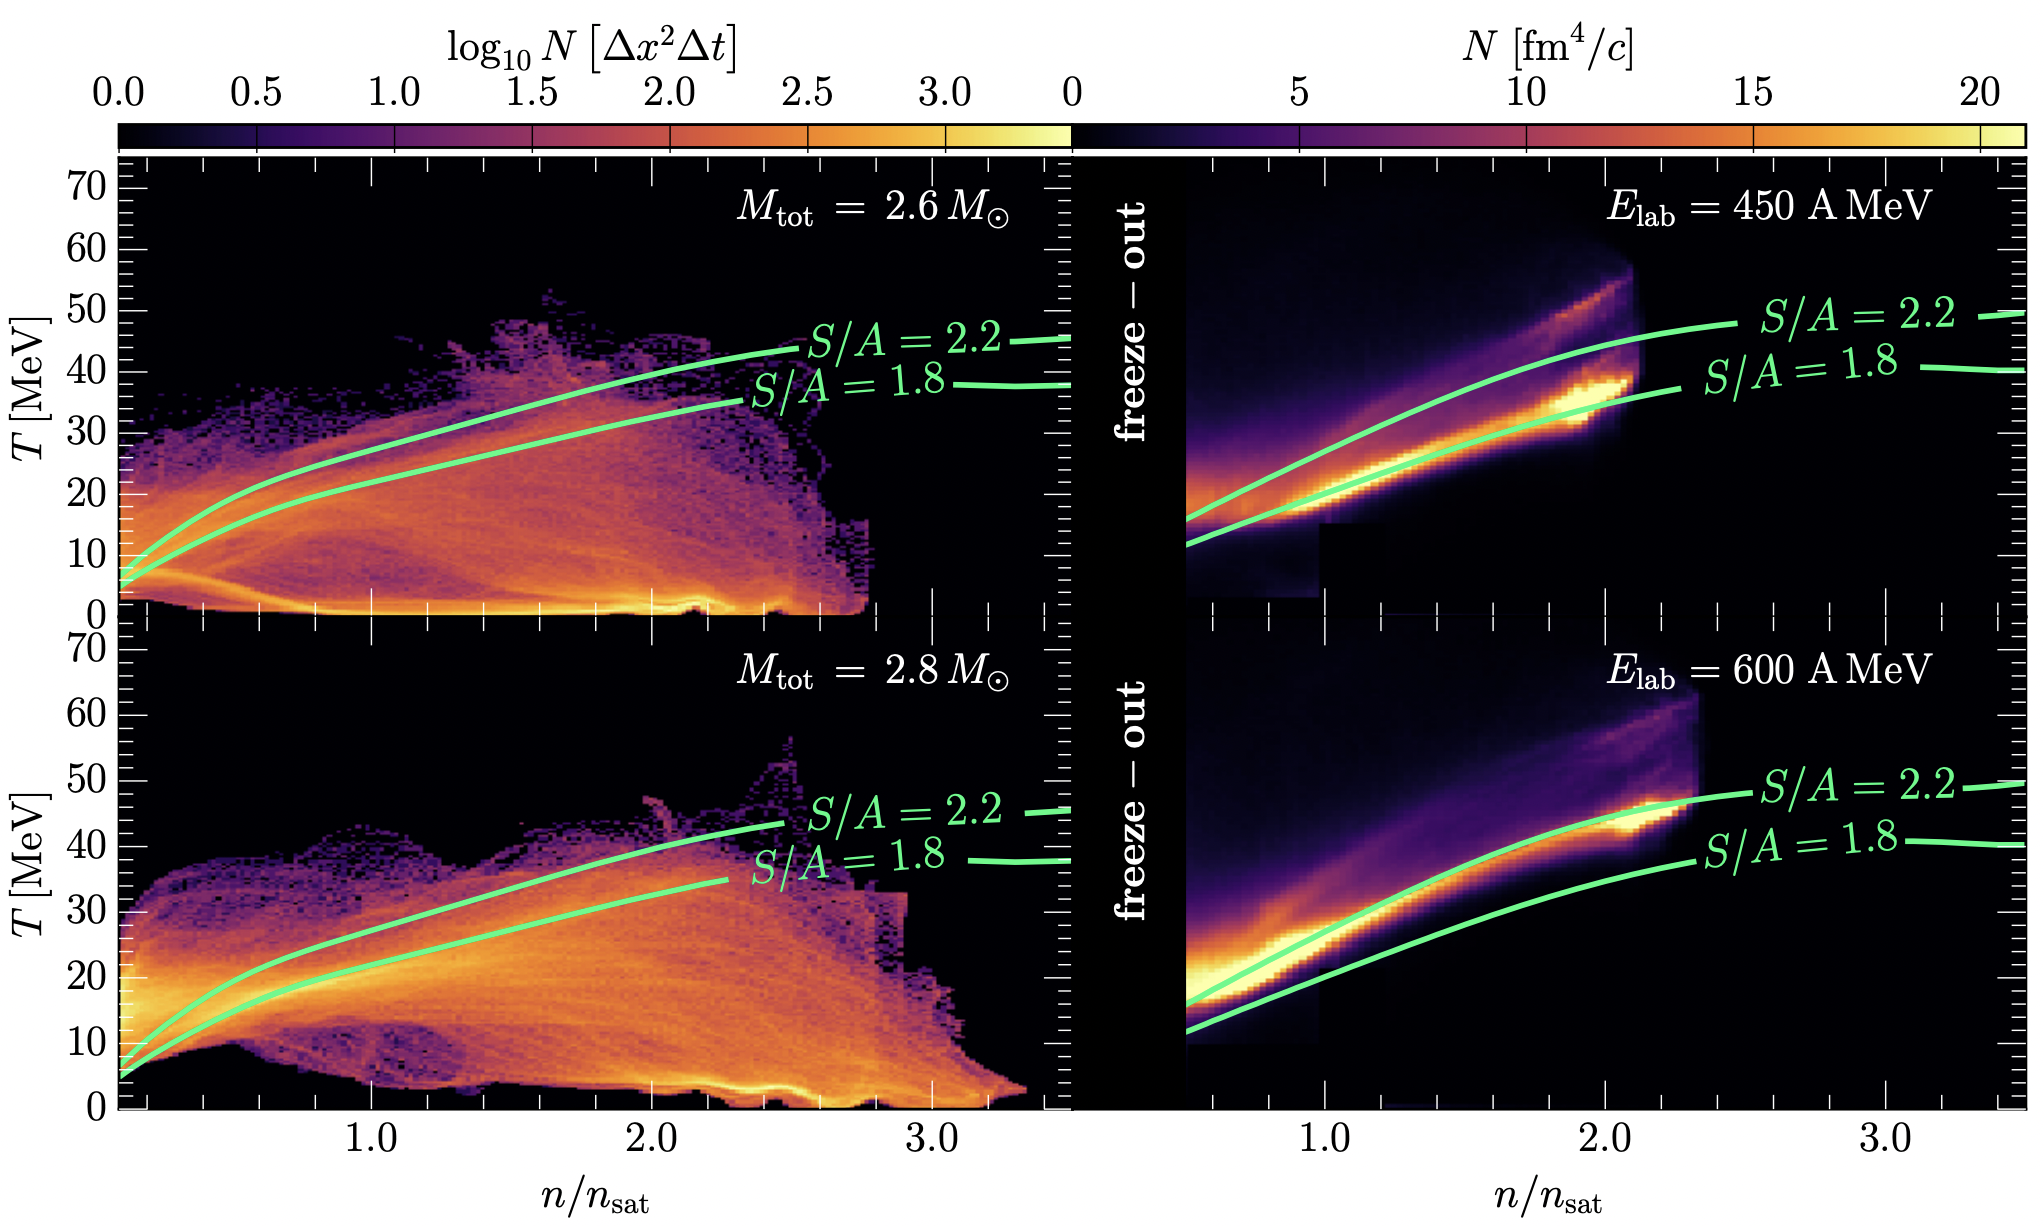 log₁₀ N [Δx²Δt] N [fm⁴/c]
0.0 0.5 1.0 1.5 2.0 2.5 3.0 0 5 10 15 20
M_tot = 2.6 M_⊙
E_lab = 450 A MeV
S/A = 2.2
S/A = 1.8
S/A = 2.2
S/A = 1.8
freeze – out
T [MeV]
70
60
50
40
30
20
10
0
M_tot = 2.8 M_⊙
E_lab = 600 A MeV
S/A = 2.2
S/A = 1.8
S/A = 2.2
S/A = 1.8
freeze – out
T [MeV]
70
60
50
40
30
20
10
0
1.0 2.0 3.0 1.0 2.0 3.0
n/n_sat n/n_sat